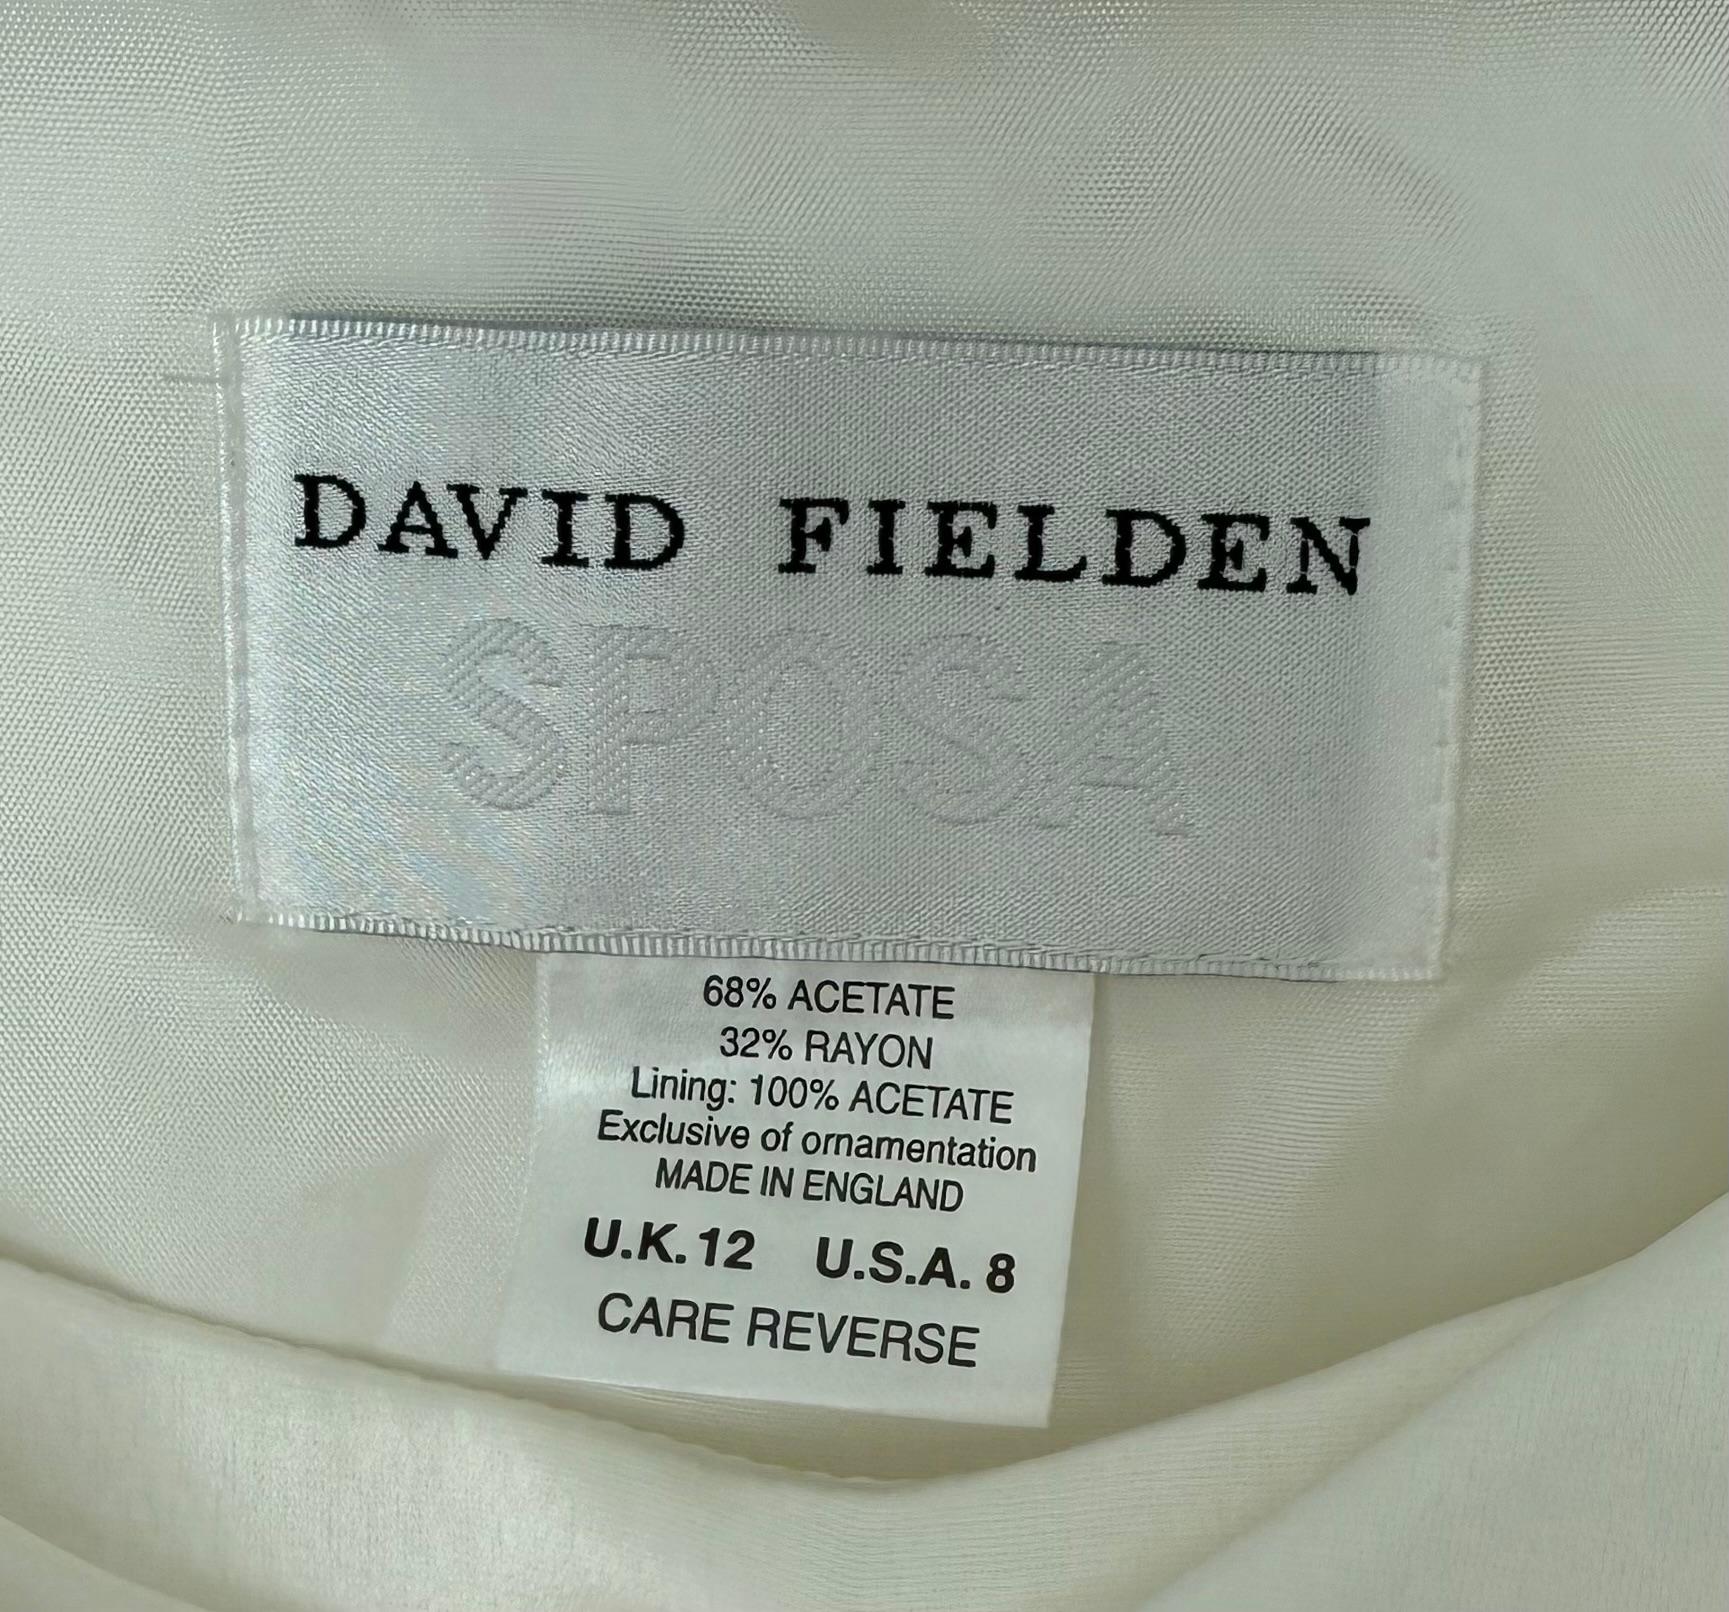 DAVID FIELDEN
SPOSA
68% ACETATE
32% RAYON
Lining: 100% ACETATE
Exclusive of ornamentation
MADE IN ENGLAND
U.K. 12 U.S.A. 8
CARE REVERSE